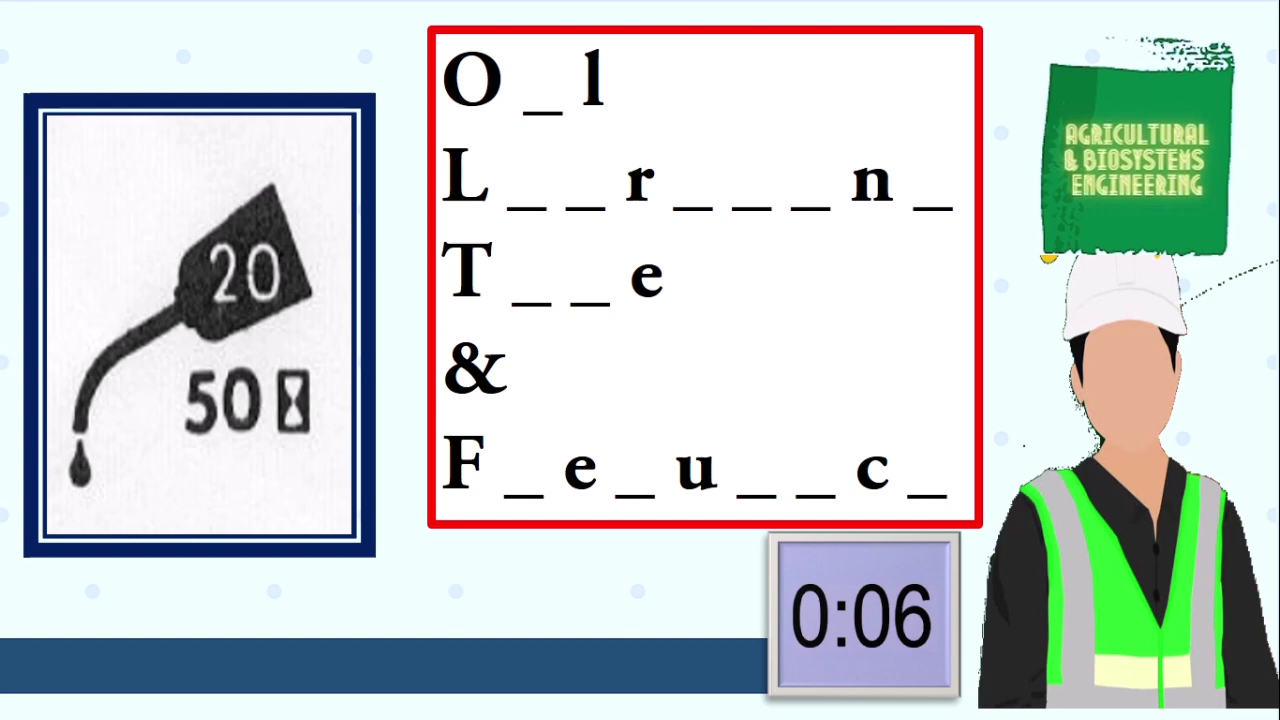 20
50
O _ l
L _ _ r _ _ _ n _
T _ _ e
&
F _ e _ u _ _ c _
0:06
AGRICULTURAL
& BIOSYSTEMS
ENGINEERING